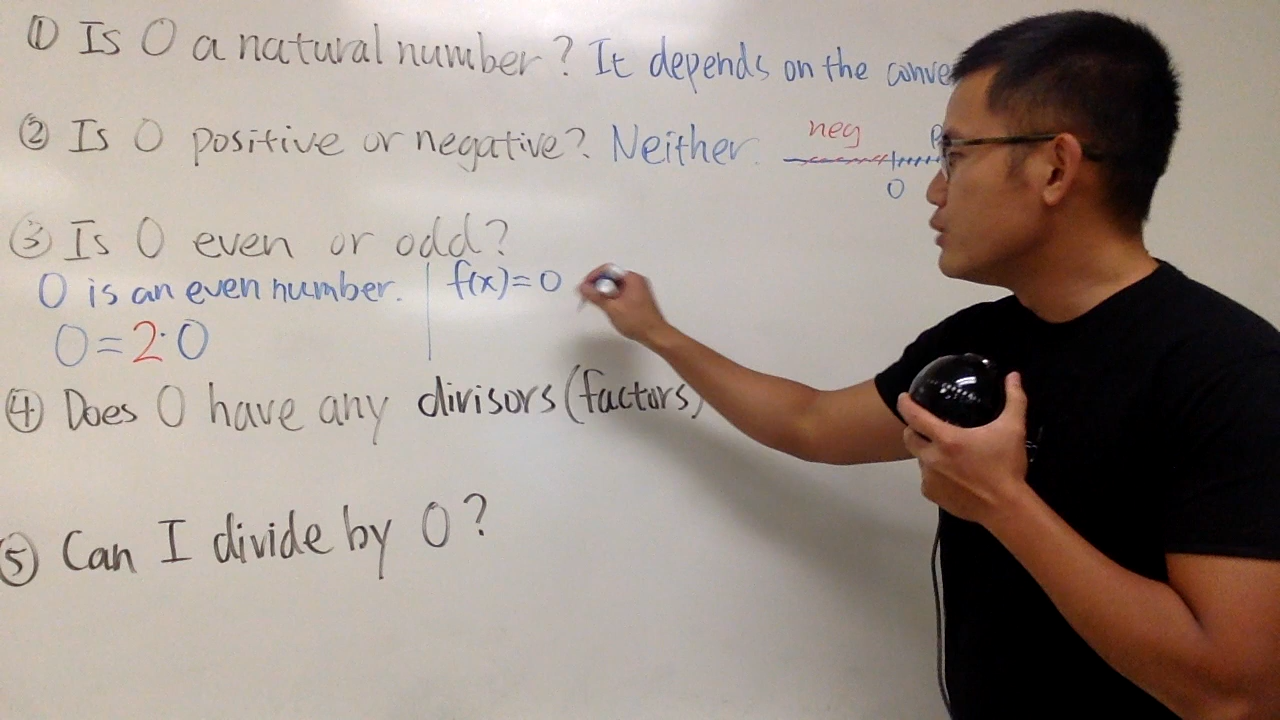 ① Is 0 a natural number? It depends on the
② Is 0 positive or negative? Neither. neg
0
③ Is 0 even or odd?
0 is an even number. f(x)=0
0=2·0
④ Does 0 have any divisors (factors)
⑤ Can I divide by 0?